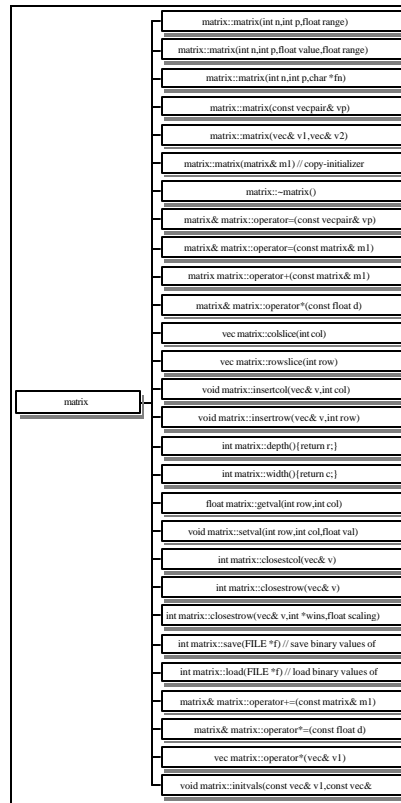 matrix::matrix(int n,int p,float range)
matrix::matrix(int n,int p,float value,float range)
matrix::matrix(int n,int p,char *fn)
matrix::matrix(const vecpair& vp)
matrix::matrix(vec& v1,vec& v2)
matrix::matrix(matrix& m1) // copy-initializer
matrix::~matrix()
matrix& matrix::operator=(const vecpair& vp)
matrix& matrix::operator=(const matrix& m1)
matrix matrix::operator+(const matrix& m1)
matrix& matrix::operator*(const float d)
vec matrix::colslice(int col)
vec matrix::rowslice(int row)
matrix
void matrix::insertcol(vec& v,int col)
void matrix::insertrow(vec& v,int row)
int matrix::depth(){return r;}
int matrix::width(){return c;}
float matrix::getval(int row,int col)
void matrix::setval(int row,int col,float val)
int matrix::closestcol(vec& v)
int matrix::closestrow(vec& v)
int matrix::closestrow(vec& v,int *wins,float scaling)
int matrix::save(FILE *f) // save binary values of
int matrix::load(FILE *f) // load binary values of
matrix& matrix::operator+=(const matrix& m1)
matrix& matrix::operator*=(const float d)
vec matrix::operator*(vec& v1)
void matrix::initvals(const vec& v1,const vec&